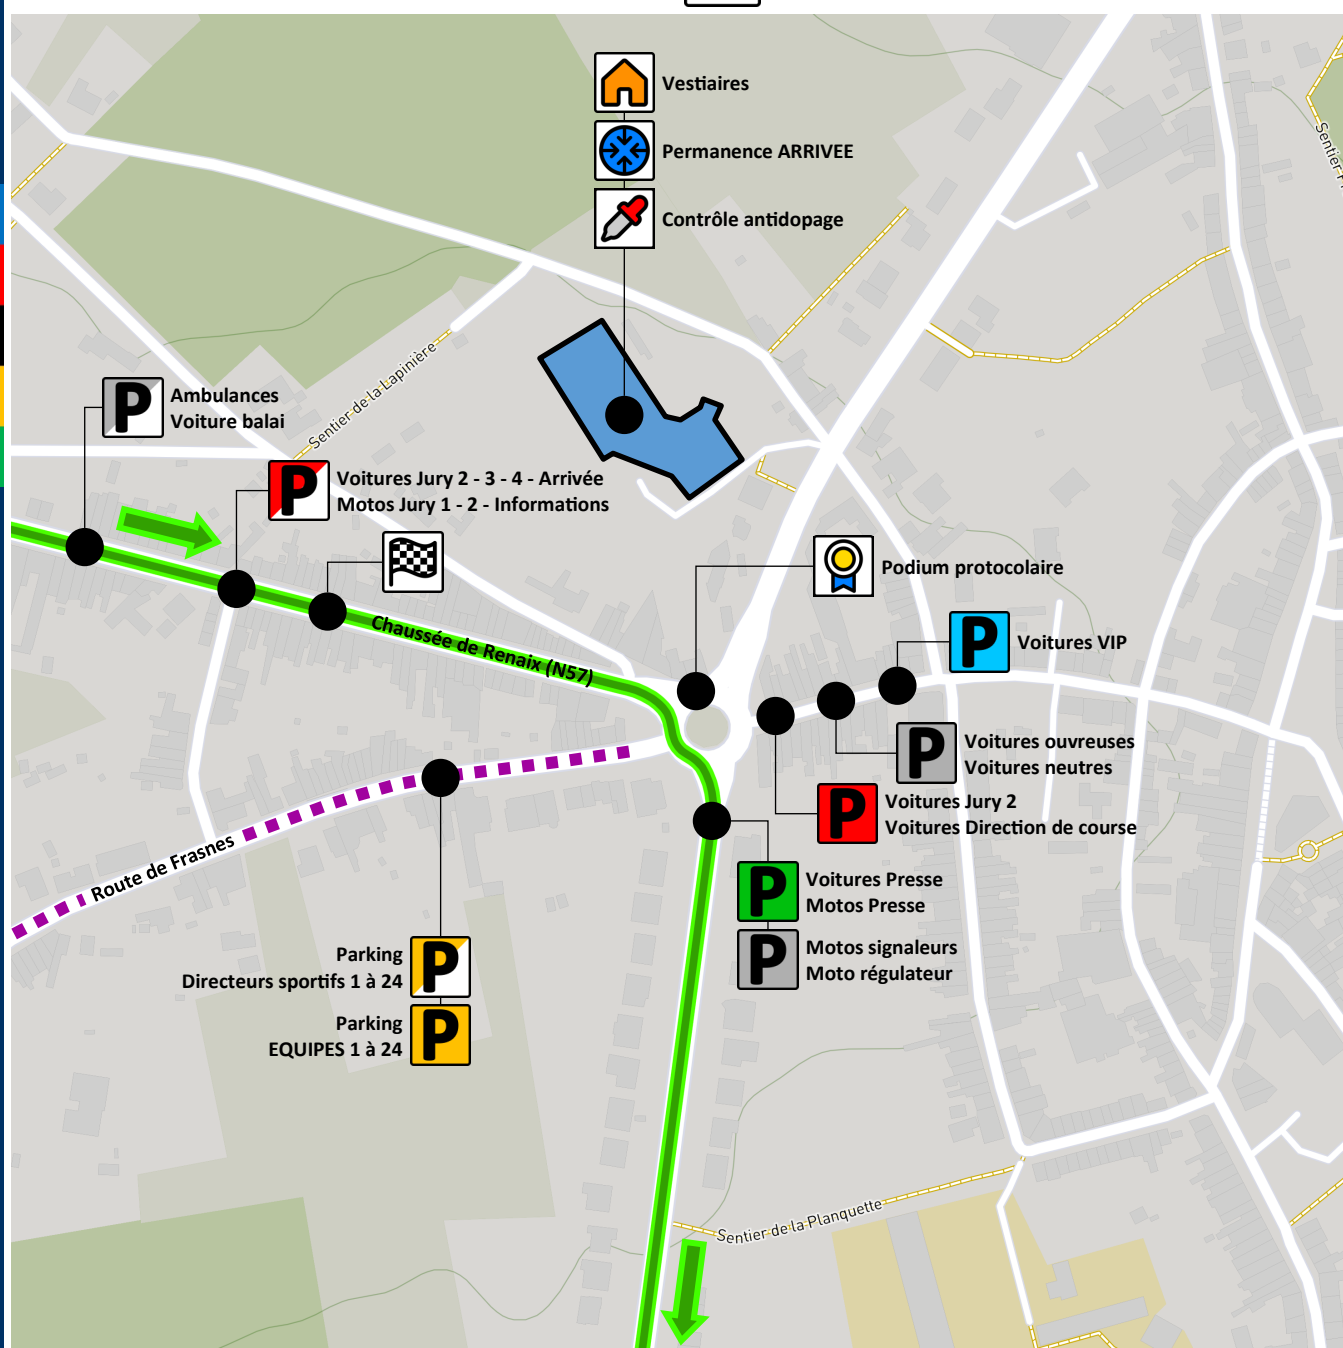 Vestiaires
Permanence ARRIVEE
Contrôle antidopage
Sentier de la Lapinière
P Ambulances
Voiture balai
P Voitures Jury 2 - 3 - 4 - Arrivée
Motos Jury 1 - 2 - Informations
Podium protocolaire
Chaussée de Renaix (N57)
P Voitures VIP
P Voitures ouvreuses
Voitures neutres
P Voitures Jury 2
Voitures Direction de course
Route de Frasnes
P Voitures Presse
Motos Presse
P Motos signaleurs
Moto régulateur
Parking P
Directeurs sportifs 1 à 24
Parking P
EQUIPES 1 à 24
Sentier de la Planquette
Sentier